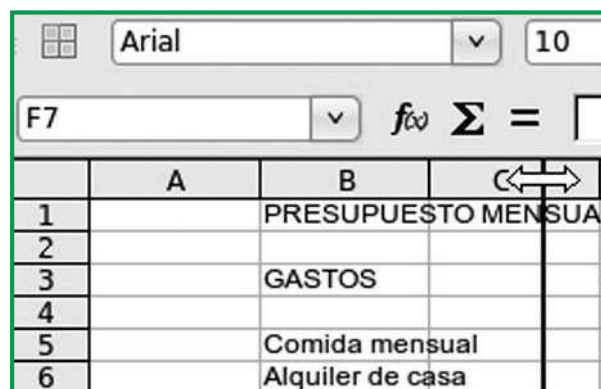 Arial 10
F7 f(x) Σ =
A B C
1 PRESUPUESTO MENSUA
2
3 GASTOS
4
5 Comida mensual
6 Alquiler de casa